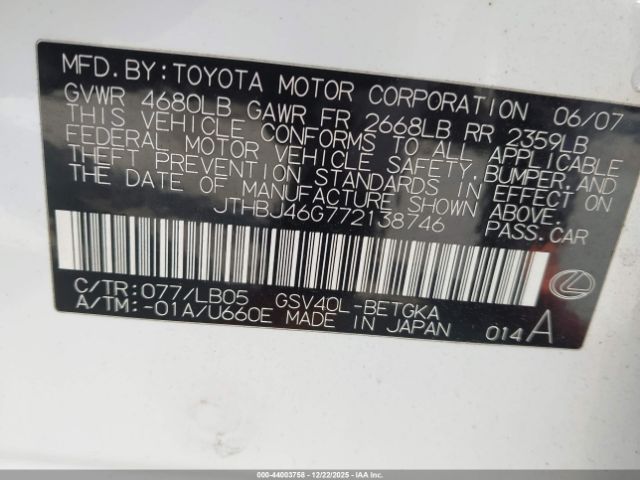 MFD. BY: TOYOTA MOTOR CORPORATION 06/07
GVWR 4680LB GAWR FR 2668LB RR 2359LB
THIS VEHICLE CONFORMS TO ALL APPLICABLE
FEDERAL MOTOR VEHICLE SAFETY, BUMPER, AND
THEFT PREVENTION STANDARDS IN EFFECT ON
THE DATE OF MANUFACTURE SHOWN ABOVE.
JTHBJ46G772138746 PASS. CAR
C/TR: 077/LB05 GSV40L-BETGKA
A/TM: -01A/U660E MADE IN JAPAN 014A
000-44003758 - 12/22/2025 - COPYRIGHT IAA, INC.